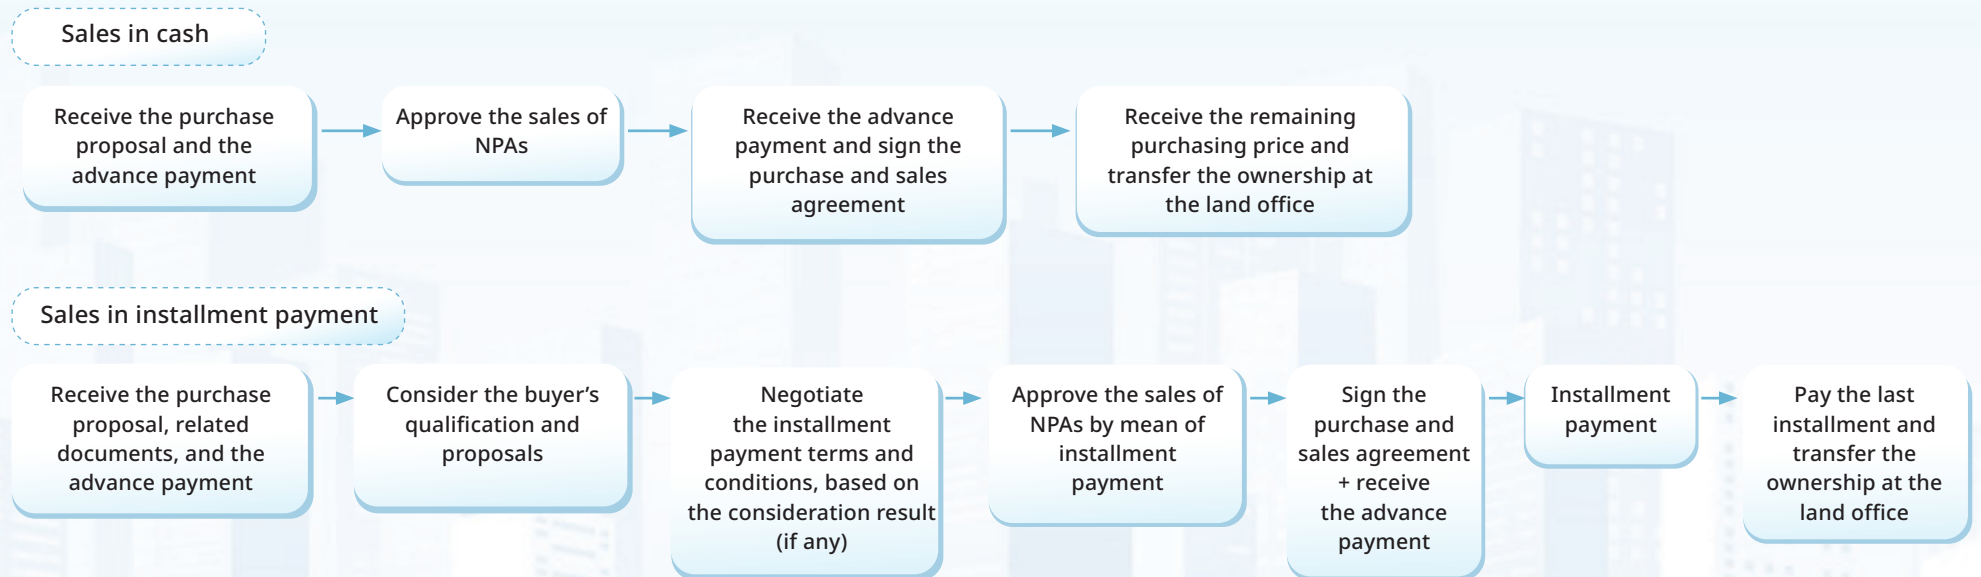 Sales in cash
Receive the purchase
proposal and the
advance payment
Approve the sales of
NPAs
Receive the advance
payment and sign the
purchase and sales
agreement
Receive the remaining
purchasing price and
transfer the ownership at
the land office
Sales in installment payment
Receive the purchase
proposal, related
documents, and the
advance payment
Consider the buyer’s
qualification and
proposals
Negotiate
the installment
payment terms and
conditions, based on
the consideration result
(if any)
Approve the sales of
NPAs by mean of
installment
payment
Sign the
purchase and
sales agreement
+ receive
the advance
payment
Installment
payment
Pay the last
installment and
transfer the
ownership at the
land office